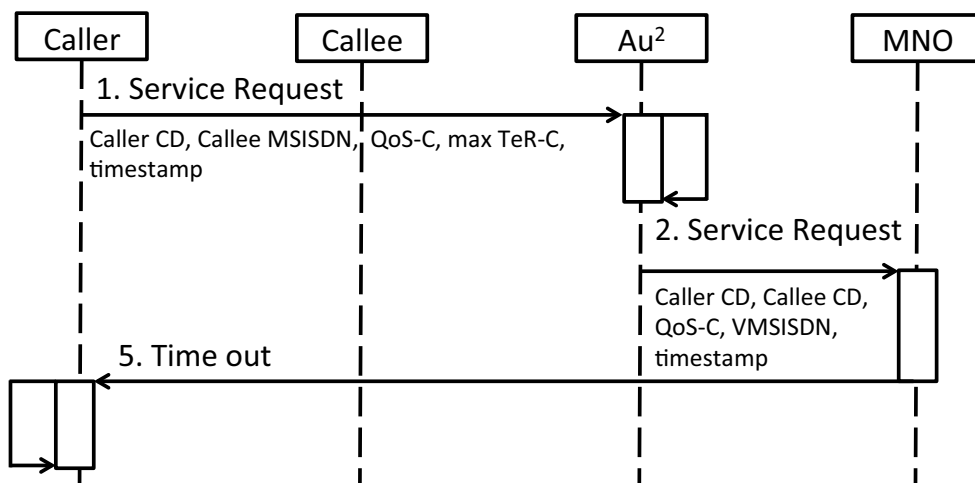 Caller
Callee
Au²
MNO
1. Service Request
Caller CD, Callee MSISDN, QoS-C, max TeR-C,
timestamp
2. Service Request
Caller CD, Callee CD,
QoS-C, VMSISDN,
timestamp
5. Time out